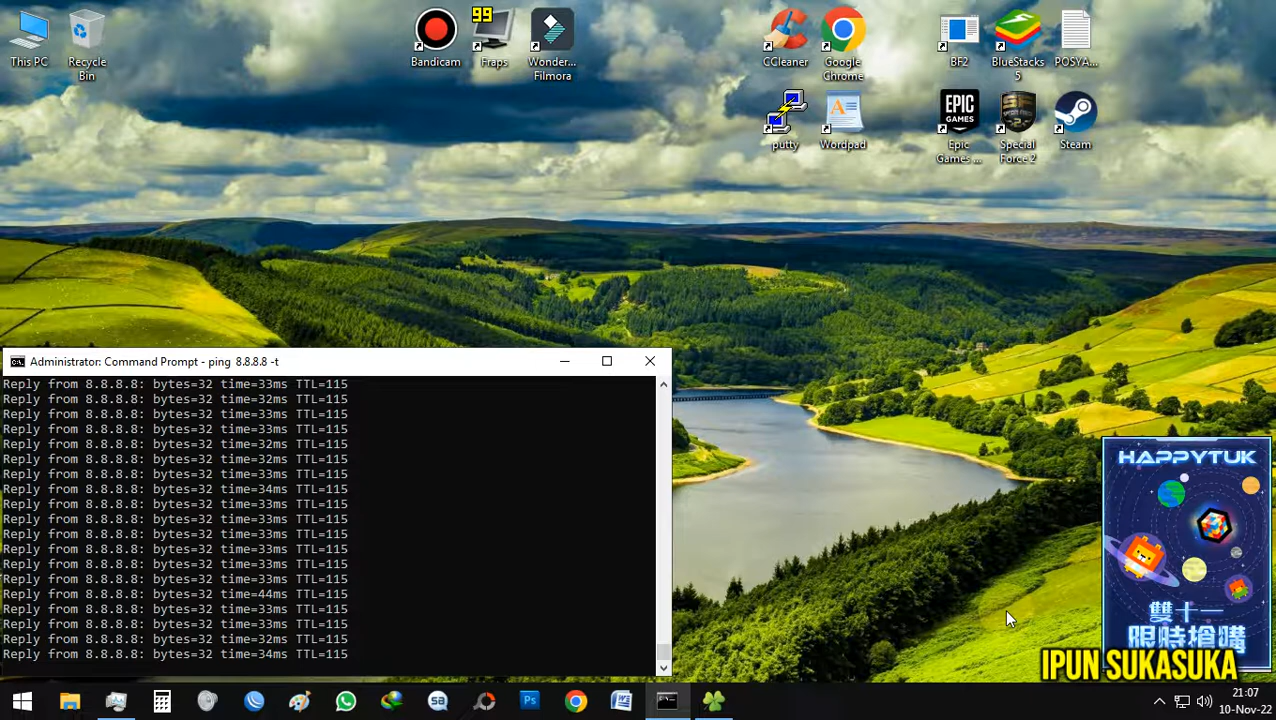 This PC
Recycle
Bin
99
Bandicam
Fraps
Wonder...
Filmora
CCleaner
Google
Chrome
BF2
BlueStacks
5
POSYA...
putty
Wordpad
EPIC
GAMES
Epic
Games ...
Special
Force 2
Steam
Administrator: Command Prompt - ping 8.8.8.8 -t
Reply from 8.8.8.8: bytes=32 time=33ms TTL=115
Reply from 8.8.8.8: bytes=32 time=32ms TTL=115
Reply from 8.8.8.8: bytes=32 time=33ms TTL=115
Reply from 8.8.8.8: bytes=32 time=33ms TTL=115
Reply from 8.8.8.8: bytes=32 time=32ms TTL=115
Reply from 8.8.8.8: bytes=32 time=32ms TTL=115
Reply from 8.8.8.8: bytes=32 time=33ms TTL=115
Reply from 8.8.8.8: bytes=32 time=34ms TTL=115
Reply from 8.8.8.8: bytes=32 time=33ms TTL=115
Reply from 8.8.8.8: bytes=32 time=33ms TTL=115
Reply from 8.8.8.8: bytes=32 time=33ms TTL=115
Reply from 8.8.8.8: bytes=32 time=33ms TTL=115
Reply from 8.8.8.8: bytes=32 time=33ms TTL=115
Reply from 8.8.8.8: bytes=32 time=33ms TTL=115
Reply from 8.8.8.8: bytes=32 time=44ms TTL=115
Reply from 8.8.8.8: bytes=32 time=33ms TTL=115
Reply from 8.8.8.8: bytes=32 time=33ms TTL=115
Reply from 8.8.8.8: bytes=32 time=32ms TTL=115
Reply from 8.8.8.8: bytes=32 time=34ms TTL=115
HAPPYTUK
雙十一
限時搶購
IPUN SUKASUKA
sa
Ps
21:07
10-Nov-22